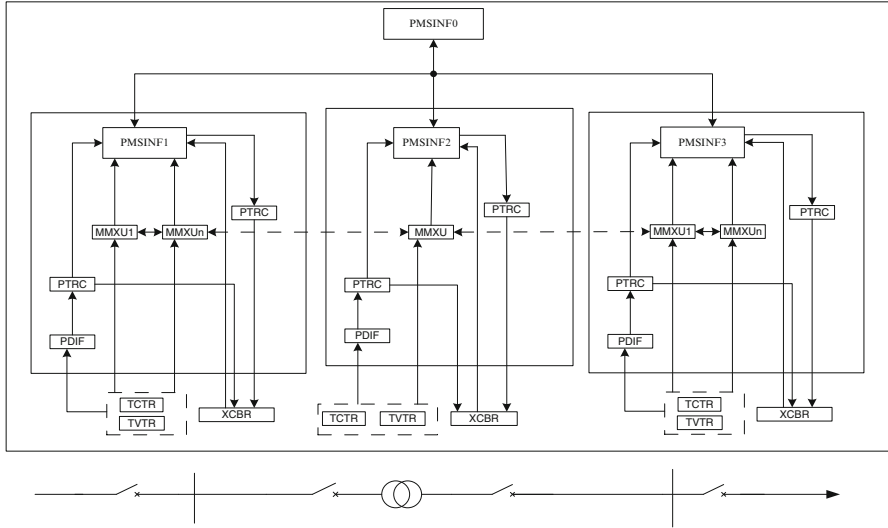 PMSINF0
PMSINF1
PMSINF2
PMSINF3
PTRC
PTRC
PTRC
MMXU1
MMXUn
MMXU
MMXU1
MMXUn
PTRC
PTRC
PTRC
PDIF
PDIF
PDIF
TCTR
TVTR
XCBR
TCTR
TVTR
XCBR
TCTR
TVTR
XCBR